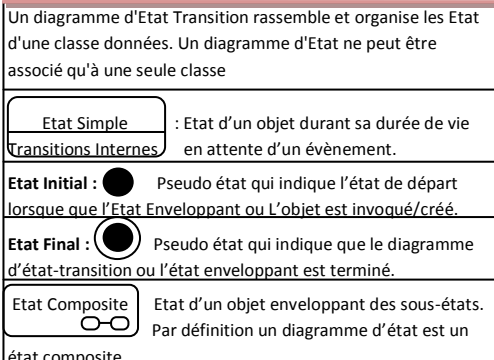 Un diagramme d'Etat Transition rassemble et organise les Etat
d'une classe données. Un diagramme d'Etat ne peut être
associé qu'à une seule classe
Etat Simple : Etat d’un objet durant sa durée de vie
Transitions Internes en attente d’un évènement.
Etat Initial : Pseudo état qui indique l’état de départ
lorsque que l’Etat Enveloppant ou L’objet est invoqué/créé.
Etat Final : Pseudo état qui indique que le diagramme
d’état-transition ou l’état enveloppant est terminé.
Etat Composite Etat d’un objet enveloppant des sous-états.
Par définition un diagramme d’état est un
état composite